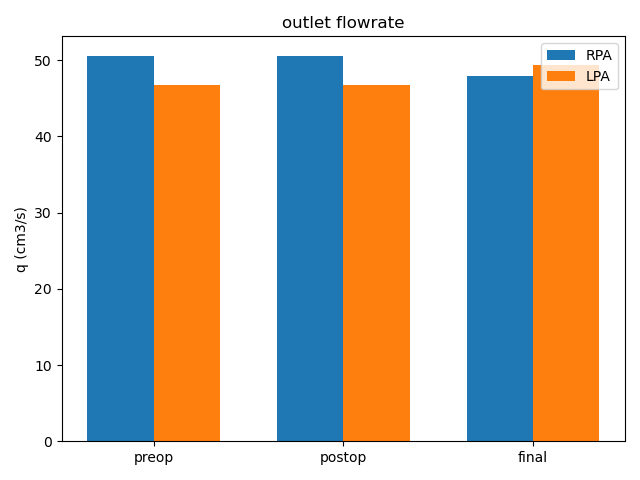 outlet flowrate
RPA
LPA
q (cm3/s)
50
40
30
20
10
0
preop postop final